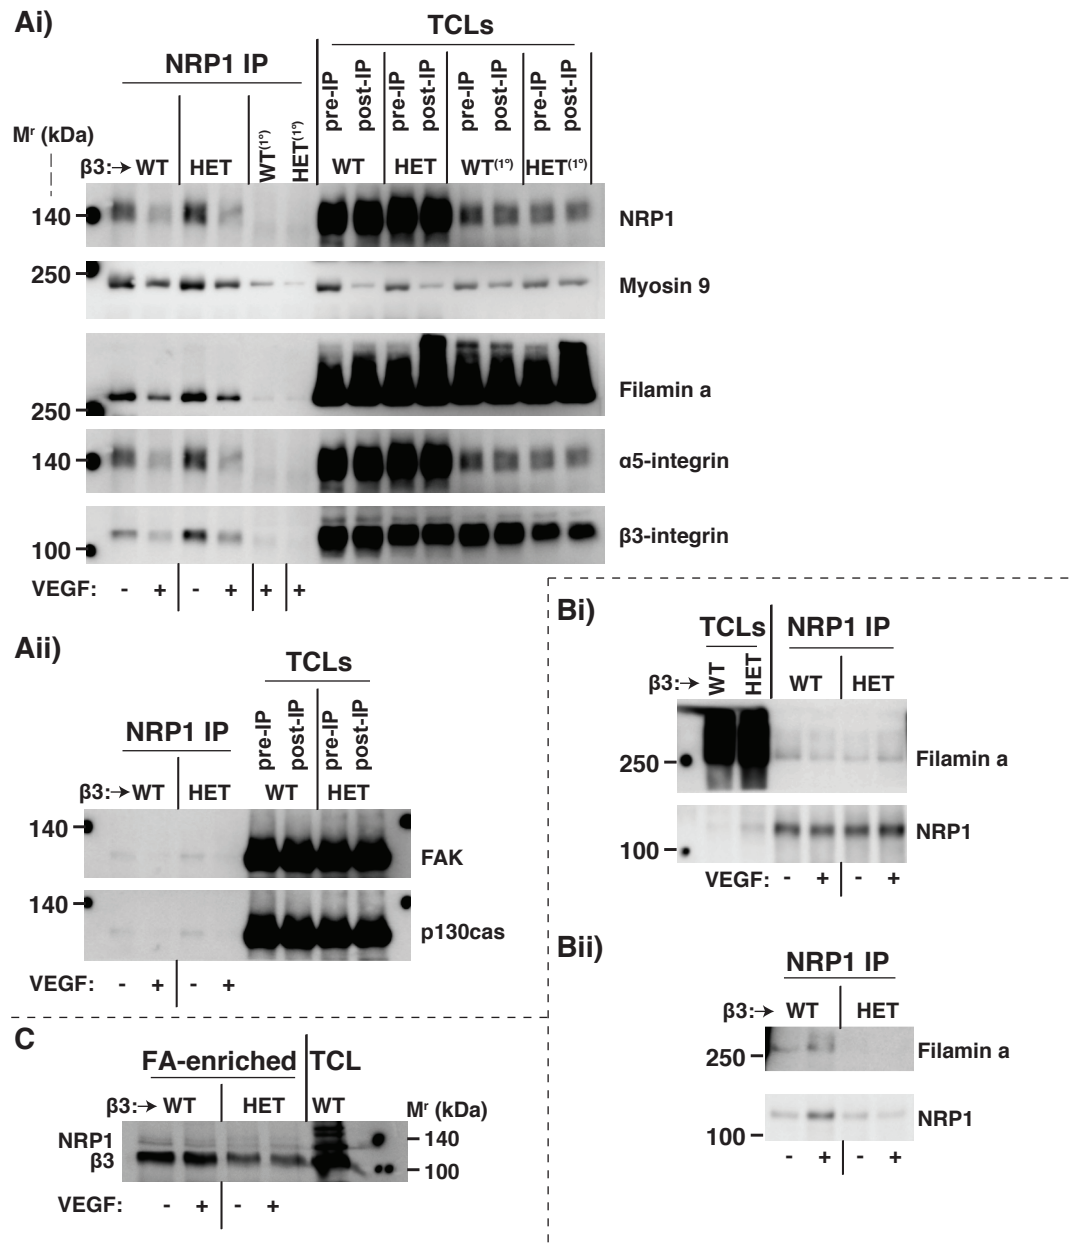 Ai)
TCLs
NRP1 IP
pre-IP post-IP pre-IP post-IP pre-IP post-IP pre-IP post-IP
Mʳ (kDa)
β3:→ WT HET WT(1°) HET(1°) WT HET WT(1°) HET(1°)
140 NRP1
250 Myosin 9
Filamin a
250
140 α5-integrin
100 β3-integrin
VEGF: - + - + + +
Aii)
TCLs
NRP1 IP
pre-IP post-IP pre-IP post-IP
β3:→ WT HET WT HET
140 FAK
140 p130cas
VEGF: - + - +
Bi)
TCLs NRP1 IP
β3:→ WT HET WT HET
250 Filamin a
NRP1
100
VEGF: - + - +
Bii)
NRP1 IP
β3:→ WT HET
250 Filamin a
NRP1
100
- + - +
C
FA-enriched TCL
β3:→ WT HET WT Mʳ (kDa)
NRP1 140
β3 100
VEGF: - + - +